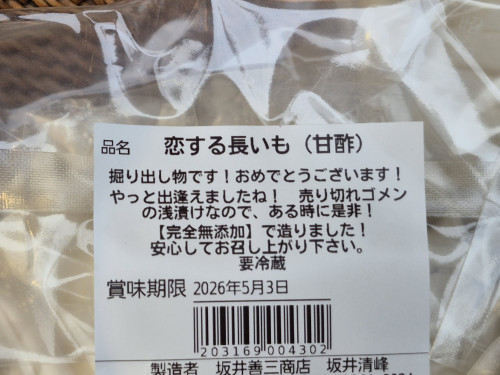 品名 恋する長いも（甘酢）
掘り出し物です！おめでとうございます！
やっと出逢えましたね！ 売り切れゴメン
の浅漬けなので、ある時に是非！
【完全無添加】で造りました！
安心してお召し上がり下さい。
要冷蔵
賞味期限 2026年5月3日
203169004302
製造者 坂井善三商店 坂井清峰